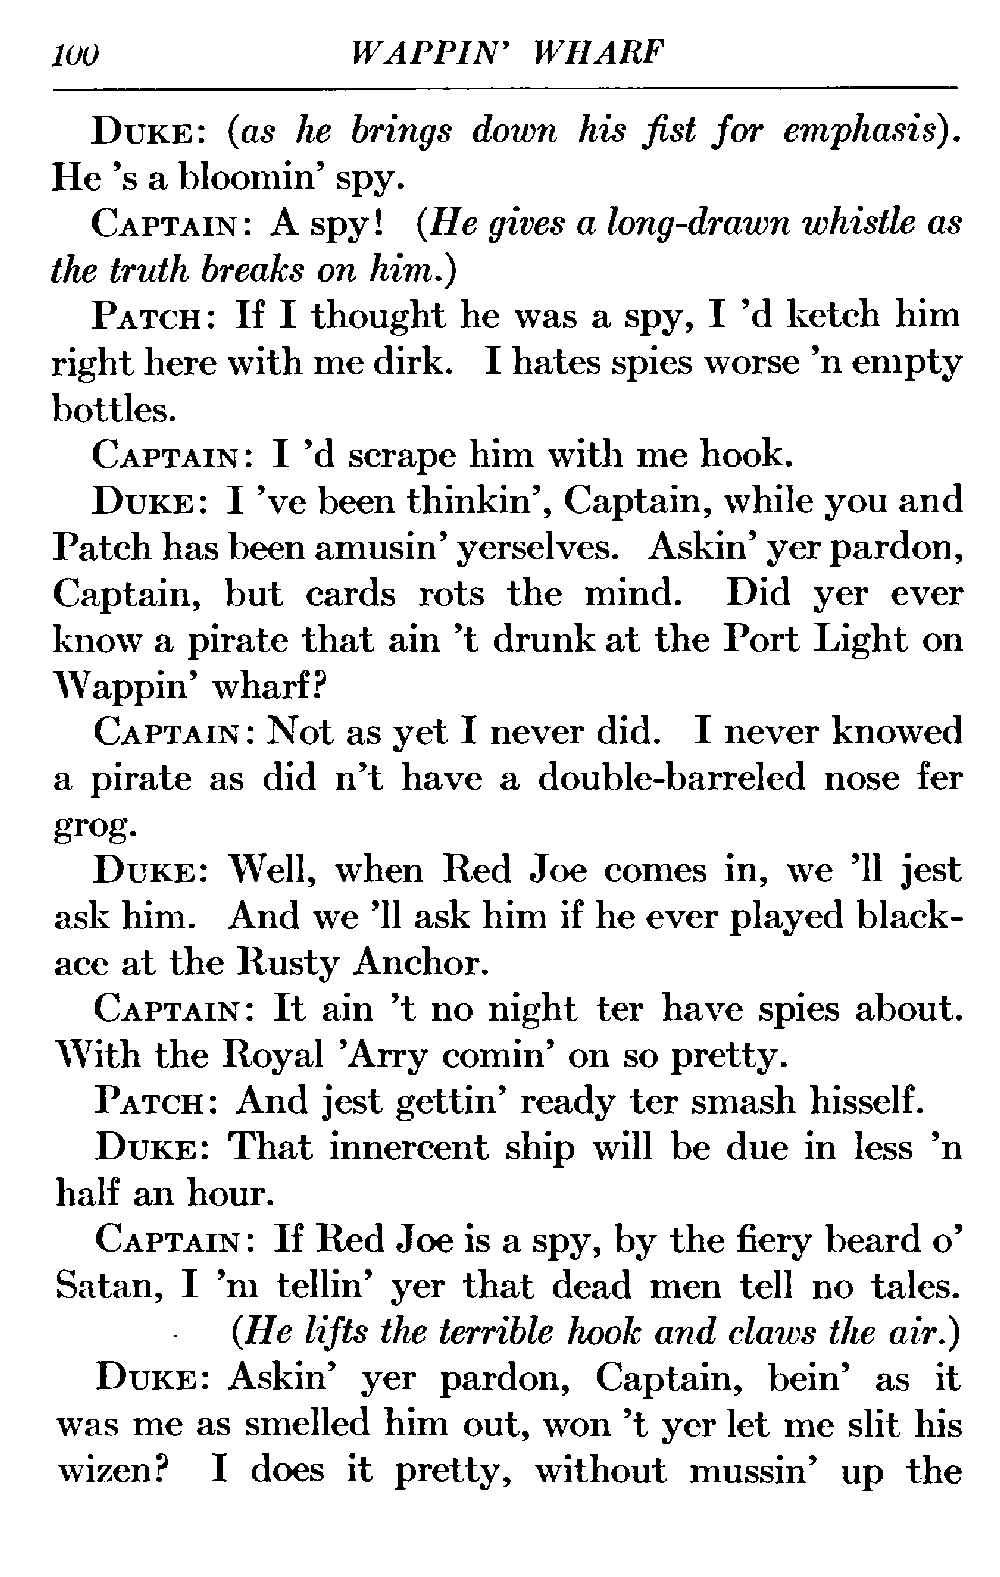 100 WAPPIN' WHARF
DUKE: (as he brings down his fist for emphasis).
He 's a bloomin' spy.
CAPTAIN: A spy! (He gives a long-drawn whistle as
the truth breaks on him.)
PATCH: If I thought he was a spy, I 'd ketch him
right here with me dirk. I hates spies worse 'n empty
bottles.
CAPTAIN: I 'd scrape him with me hook.
DUKE: I 've been thinkin', Captain, while you and
Patch has been amusin' yerselves. Askin' yer pardon,
Captain, but cards rots the mind. Did yer ever
know a pirate that ain 't drunk at the Port Light on
Wappin' wharf?
CAPTAIN: Not as yet I never did. I never knowed
a pirate as did n't have a double-barreled nose fer
grog.
DUKE: Well, when Red Joe comes in, we 'll jest
ask him. And we 'll ask him if he ever played black-
ace at the Rusty Anchor.
CAPTAIN: It ain 't no night ter have spies about.
With the Royal 'Arry comin' on so pretty.
PATCH: And jest gettin' ready ter smash hisself.
DUKE: That innercent ship will be due in less 'n
half an hour.
CAPTAIN: If Red Joe is a spy, by the fiery beard o'
Satan, I 'm tellin' yer that dead men tell no tales.
(He lifts the terrible hook and claws the air.)
DUKE: Askin' yer pardon, Captain, bein' as it
was me as smelled him out, won 't yer let me slit his
wizen? I does it pretty, without mussin' up the